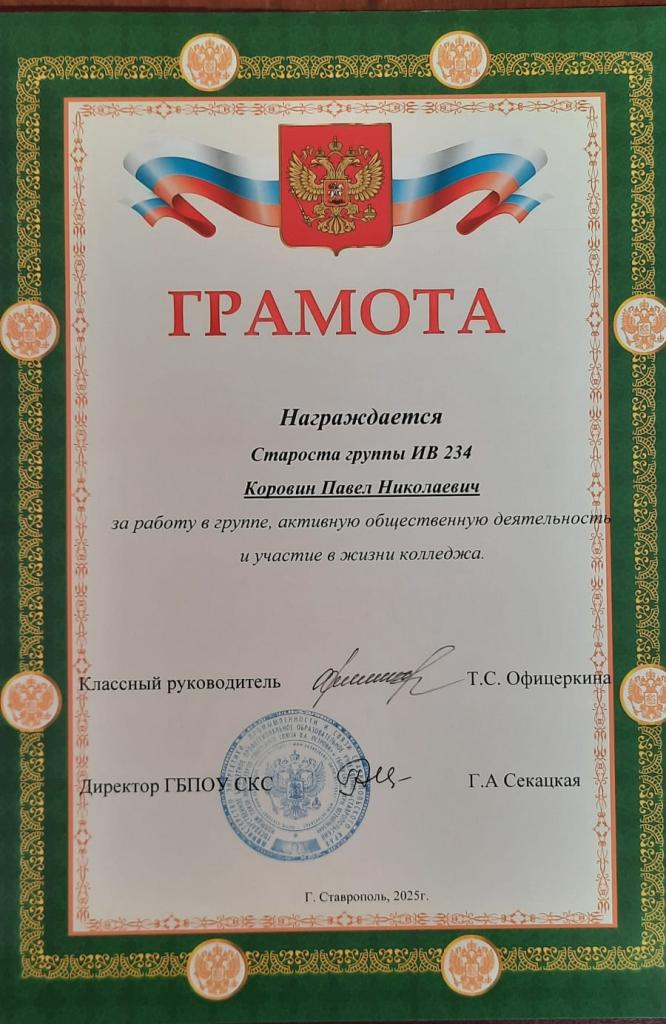 ГРАМОТА
Награждается
Староста группы ИВ 234
Коровин Павел Николаевич
за работу в группе, активную общественную деятельность
и участие в жизни колледжа.
Классный руководитель Т.С. Офицеркина
Директор ГБПОУ СКС Г.А Секацкая
Г. Ставрополь, 2025г.